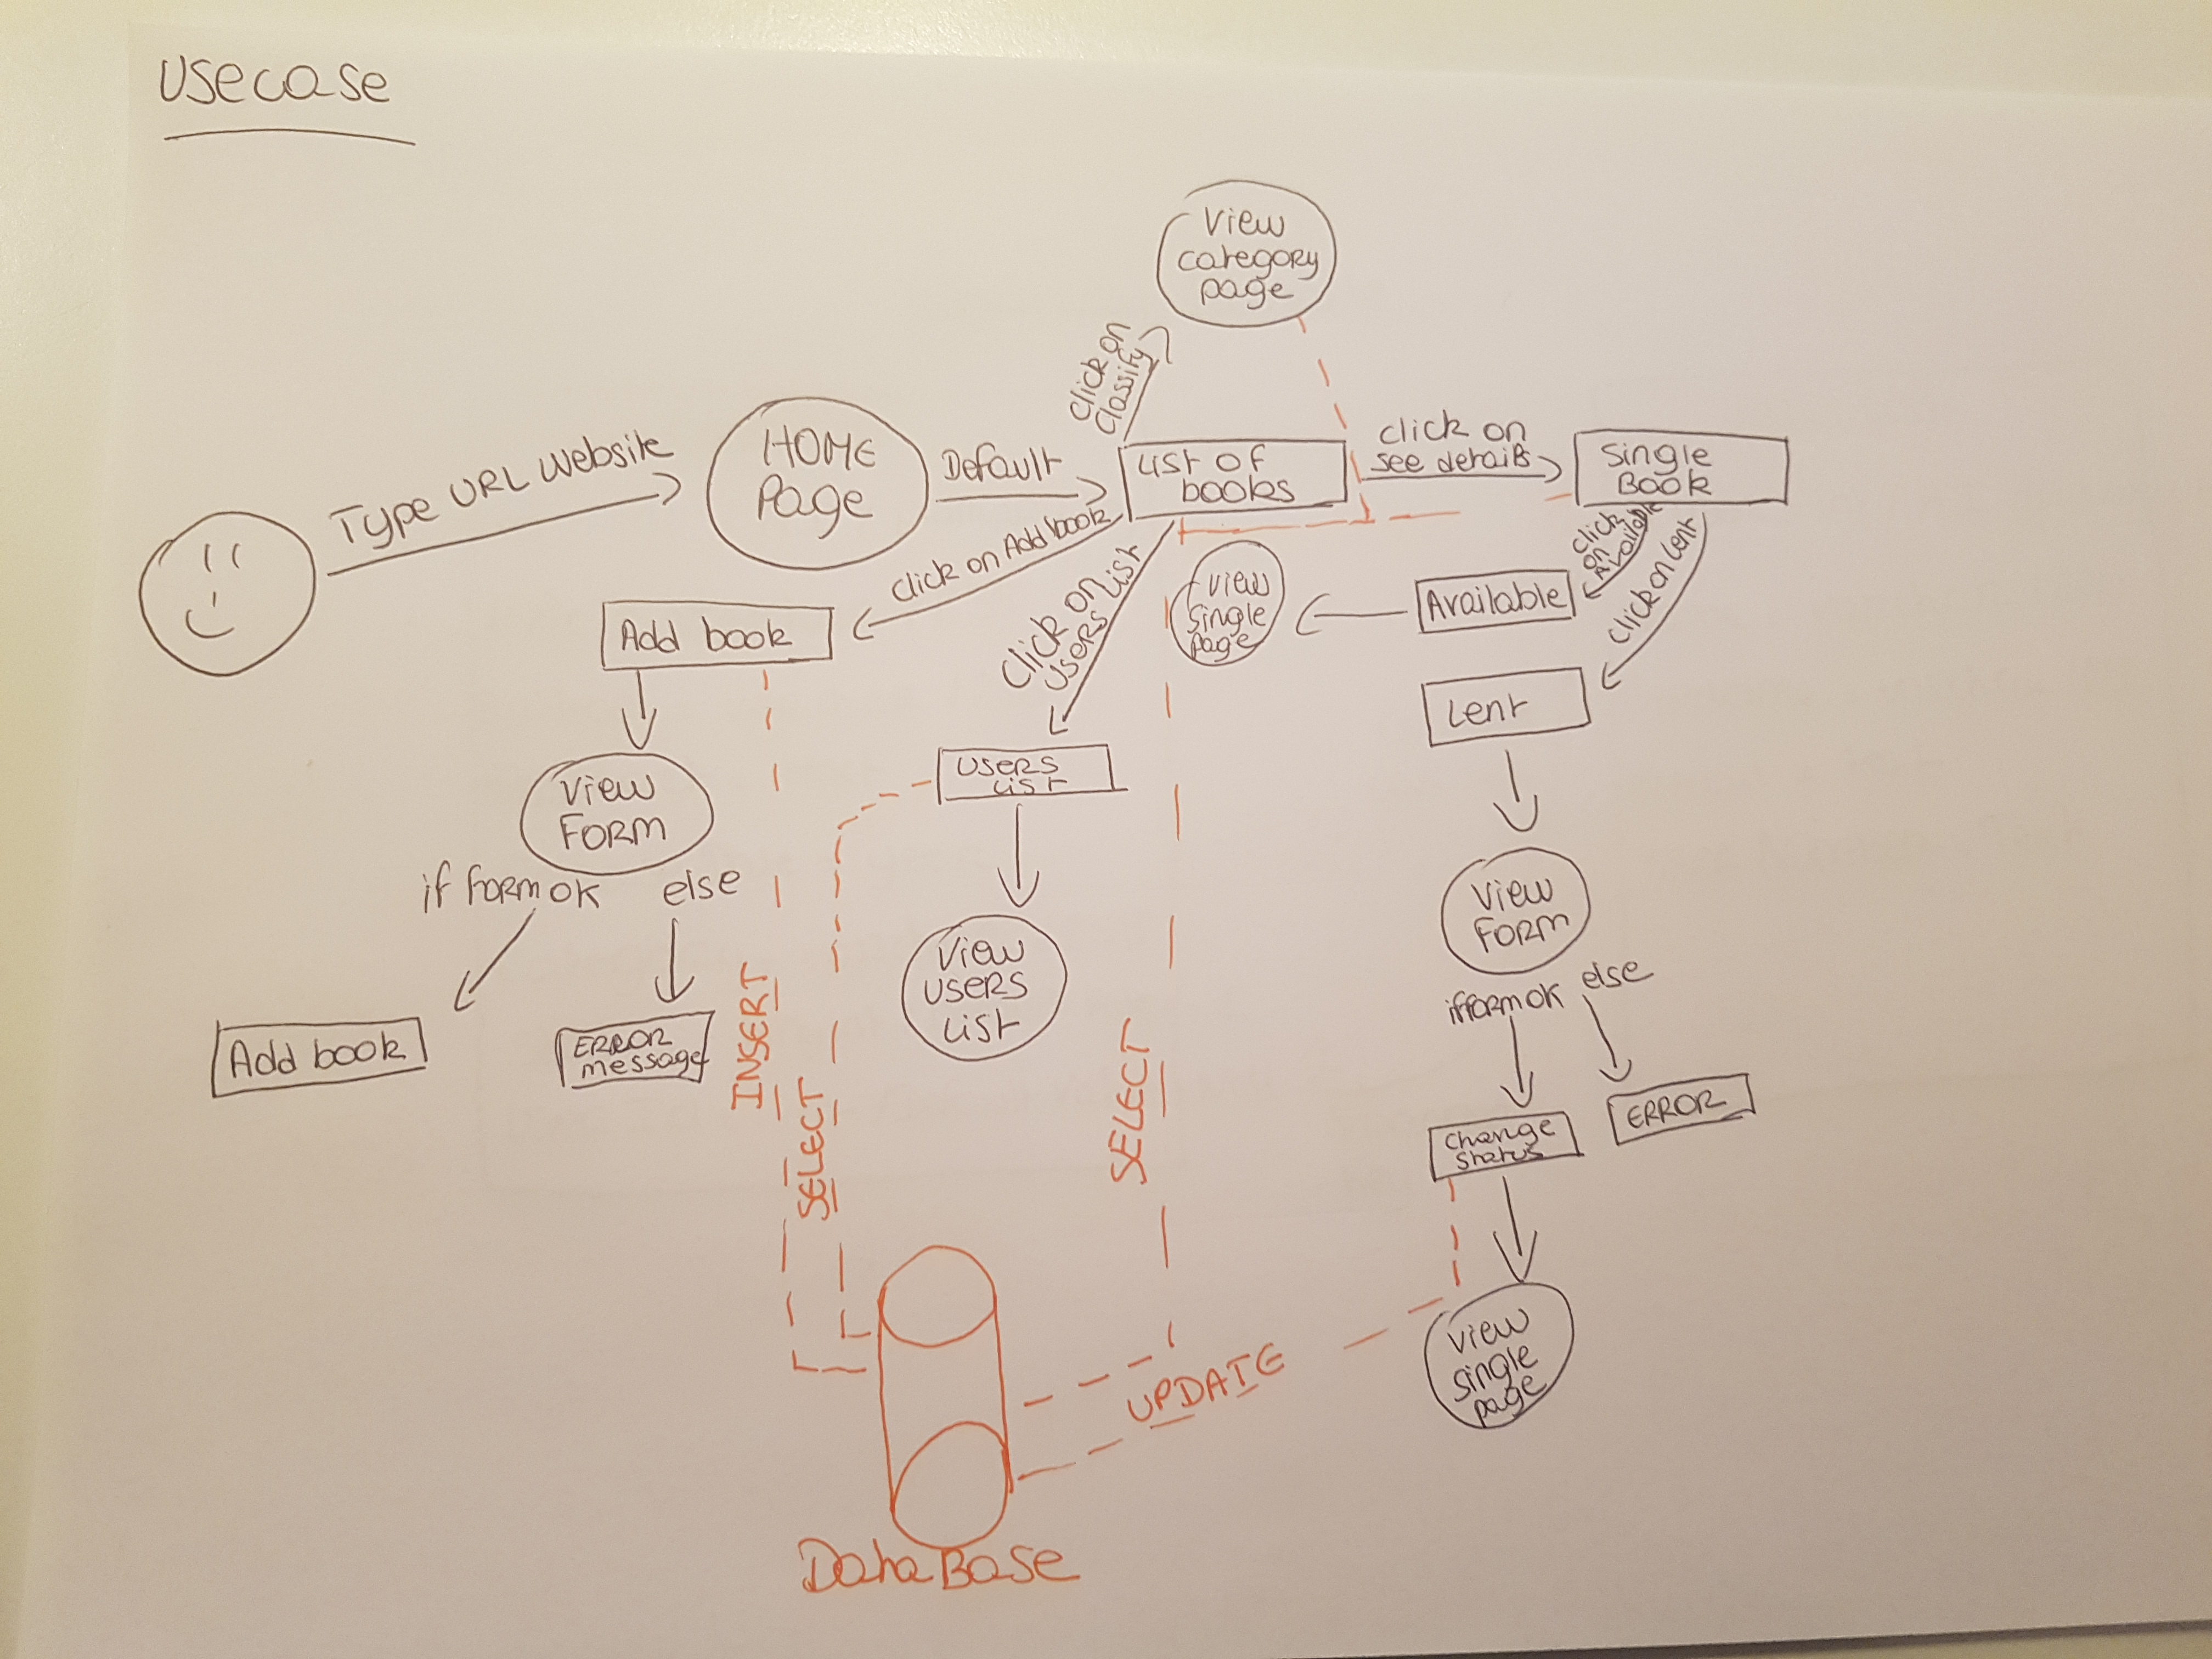 Usecase
View
category
page
Click on
Classify
Type URL Website
HOME
Page
Default
List of
books
click on
see details
Single
Book
click on Add book
Click on
Users List
View
Single
page
Available
click
on
Available
Click on Lent
Add book
Lent
Users
List
View
Form
if form ok
else
View
Users
List
View
Form
if form ok
else
Add book
ERROR
message
INSERT
SELECT
SELECT
Change
Status
ERROR
View
Single
page
UPDATE
DataBase